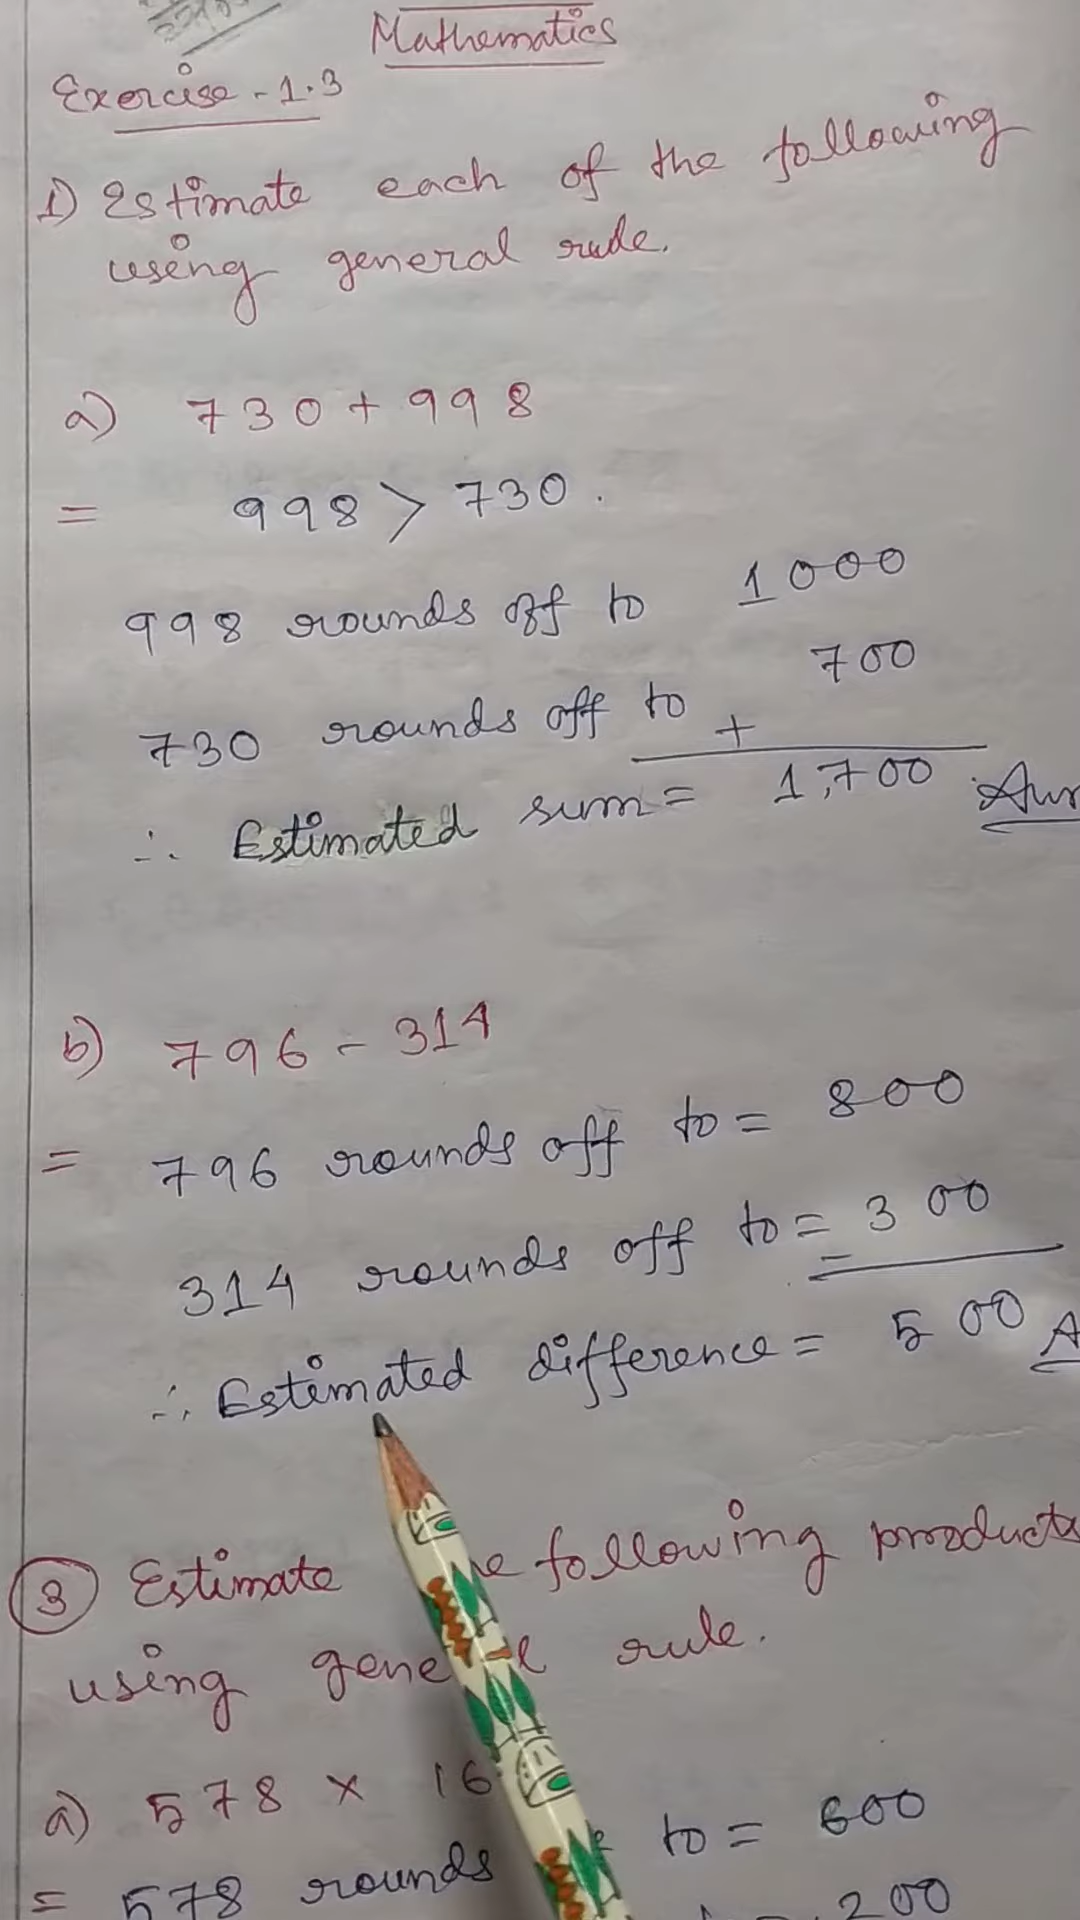 Mathematics
Exercise - 1.3
1) Estimate each of the following
useng general rule.
a) 730 + 998
= 998 > 730.
998 rounds off to 1000
730 rounds off to + 700
∴ Estimated sum = 1,700 Ans
b) 796 - 314
= 796 rounds off to = 800
314 rounds off to = - 300
∴ Estimated difference = 500 A
3 Estimate following products
using rule.
a) 578 × 16
= 578 rounds to = 600
200